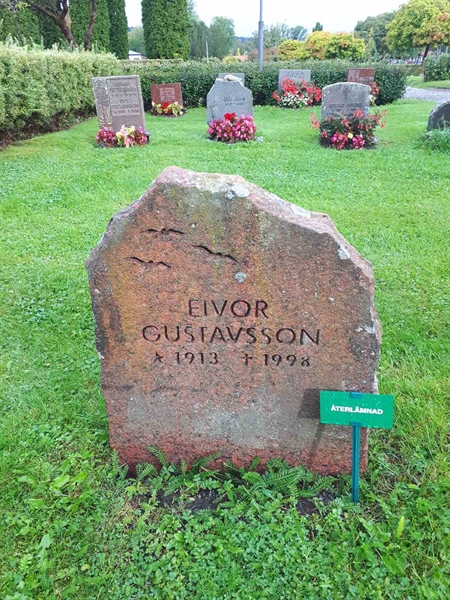 EIVOR
GUSTAVSSON
* 1913 † 1998
ÅTERLÄMNAD